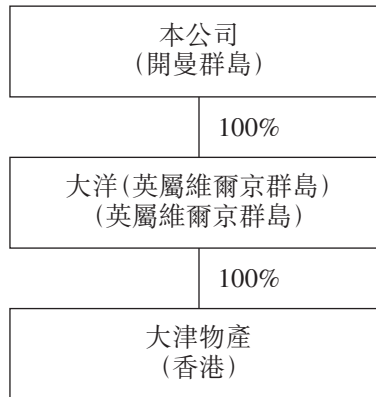 本公司
(開曼群島)
100%
大洋(英屬維爾京群島)
(英屬維爾京群島)
100%
大津物產
(香港)